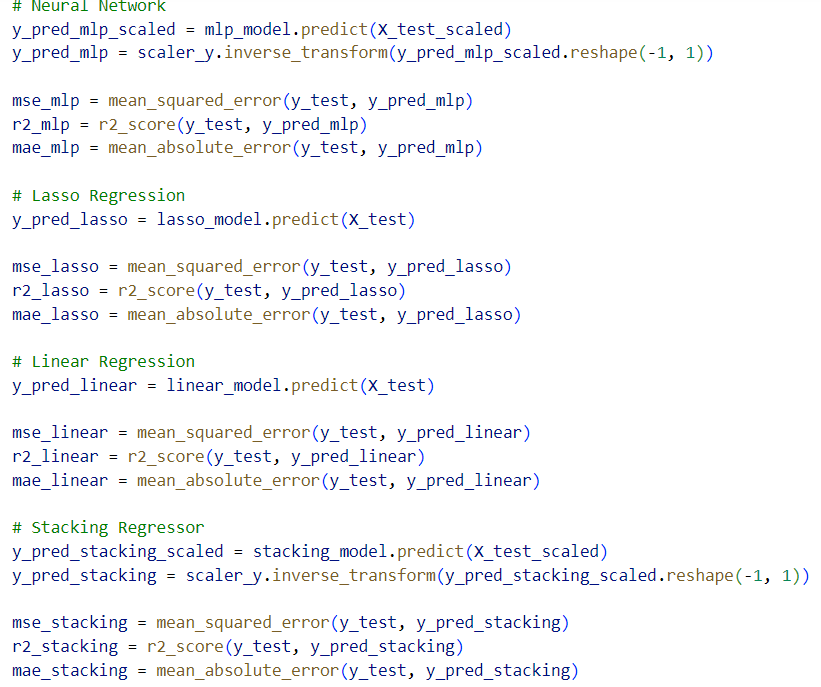 # Neural Network
y_pred_mlp_scaled = mlp_model.predict(X_test_scaled)
y_pred_mlp = scaler_y.inverse_transform(y_pred_mlp_scaled.reshape(-1, 1))
mse_mlp = mean_squared_error(y_test, y_pred_mlp)
r2_mlp = r2_score(y_test, y_pred_mlp)
mae_mlp = mean_absolute_error(y_test, y_pred_mlp)
# Lasso Regression
y_pred_lasso = lasso_model.predict(X_test)
mse_lasso = mean_squared_error(y_test, y_pred_lasso)
r2_lasso = r2_score(y_test, y_pred_lasso)
mae_lasso = mean_absolute_error(y_test, y_pred_lasso)
# Linear Regression
y_pred_linear = linear_model.predict(X_test)
mse_linear = mean_squared_error(y_test, y_pred_linear)
r2_linear = r2_score(y_test, y_pred_linear)
mae_linear = mean_absolute_error(y_test, y_pred_linear)
# Stacking Regressor
y_pred_stacking_scaled = stacking_model.predict(X_test_scaled)
y_pred_stacking = scaler_y.inverse_transform(y_pred_stacking_scaled.reshape(-1, 1))
mse_stacking = mean_squared_error(y_test, y_pred_stacking)
r2_stacking = r2_score(y_test, y_pred_stacking)
mae_stacking = mean_absolute_error(y_test, y_pred_stacking)